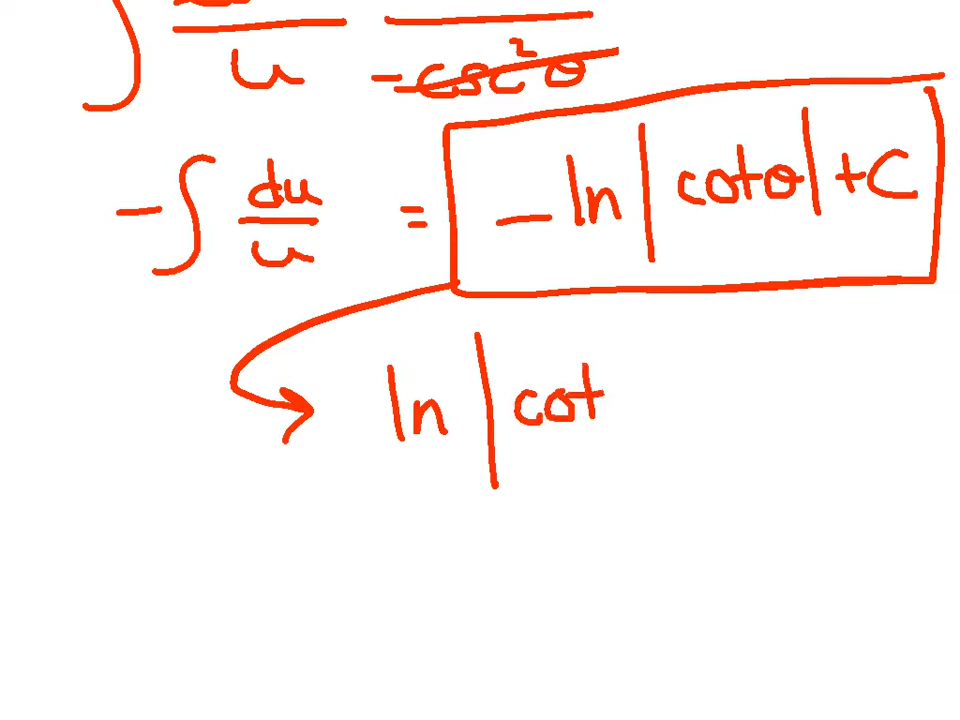 ∫ — / u — / -csc²θ
-∫ du/u = -ln |cotθ| +C
ln |cot